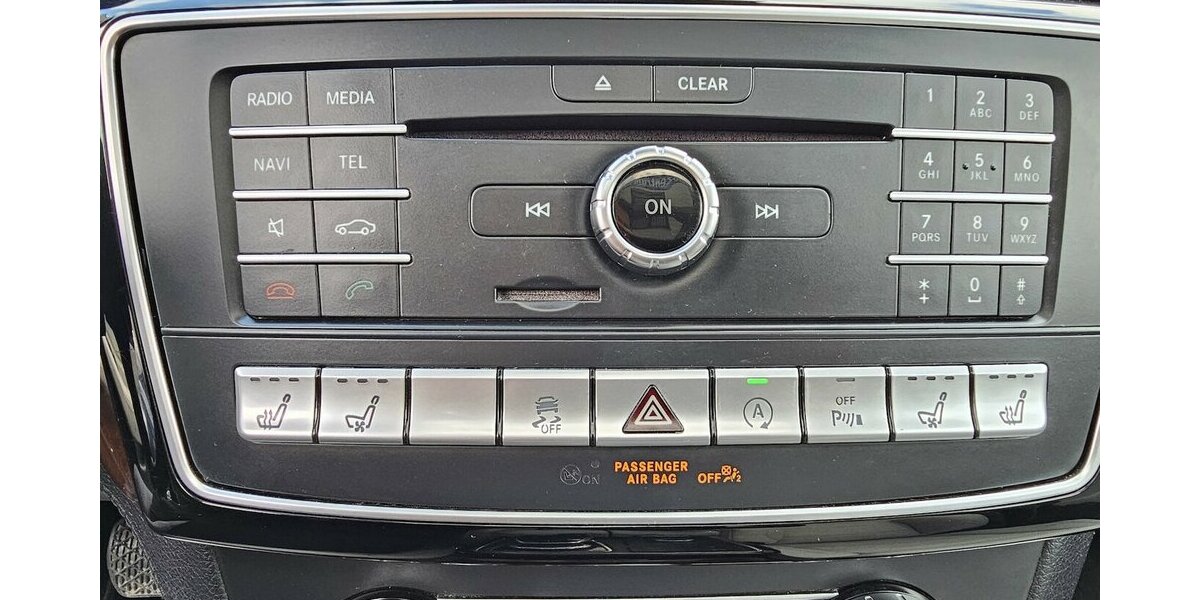 CLEAR
RADIO MEDIA
1 2 3
ABC DEF
NAVI TEL
4 5 6
GHI JKL MNO
ON
7 8 9
PQRS TUV WXYZ
* 0 #
+
OFF
A
OFF
PASSENGER
AIR BAG
ON
OFF
2